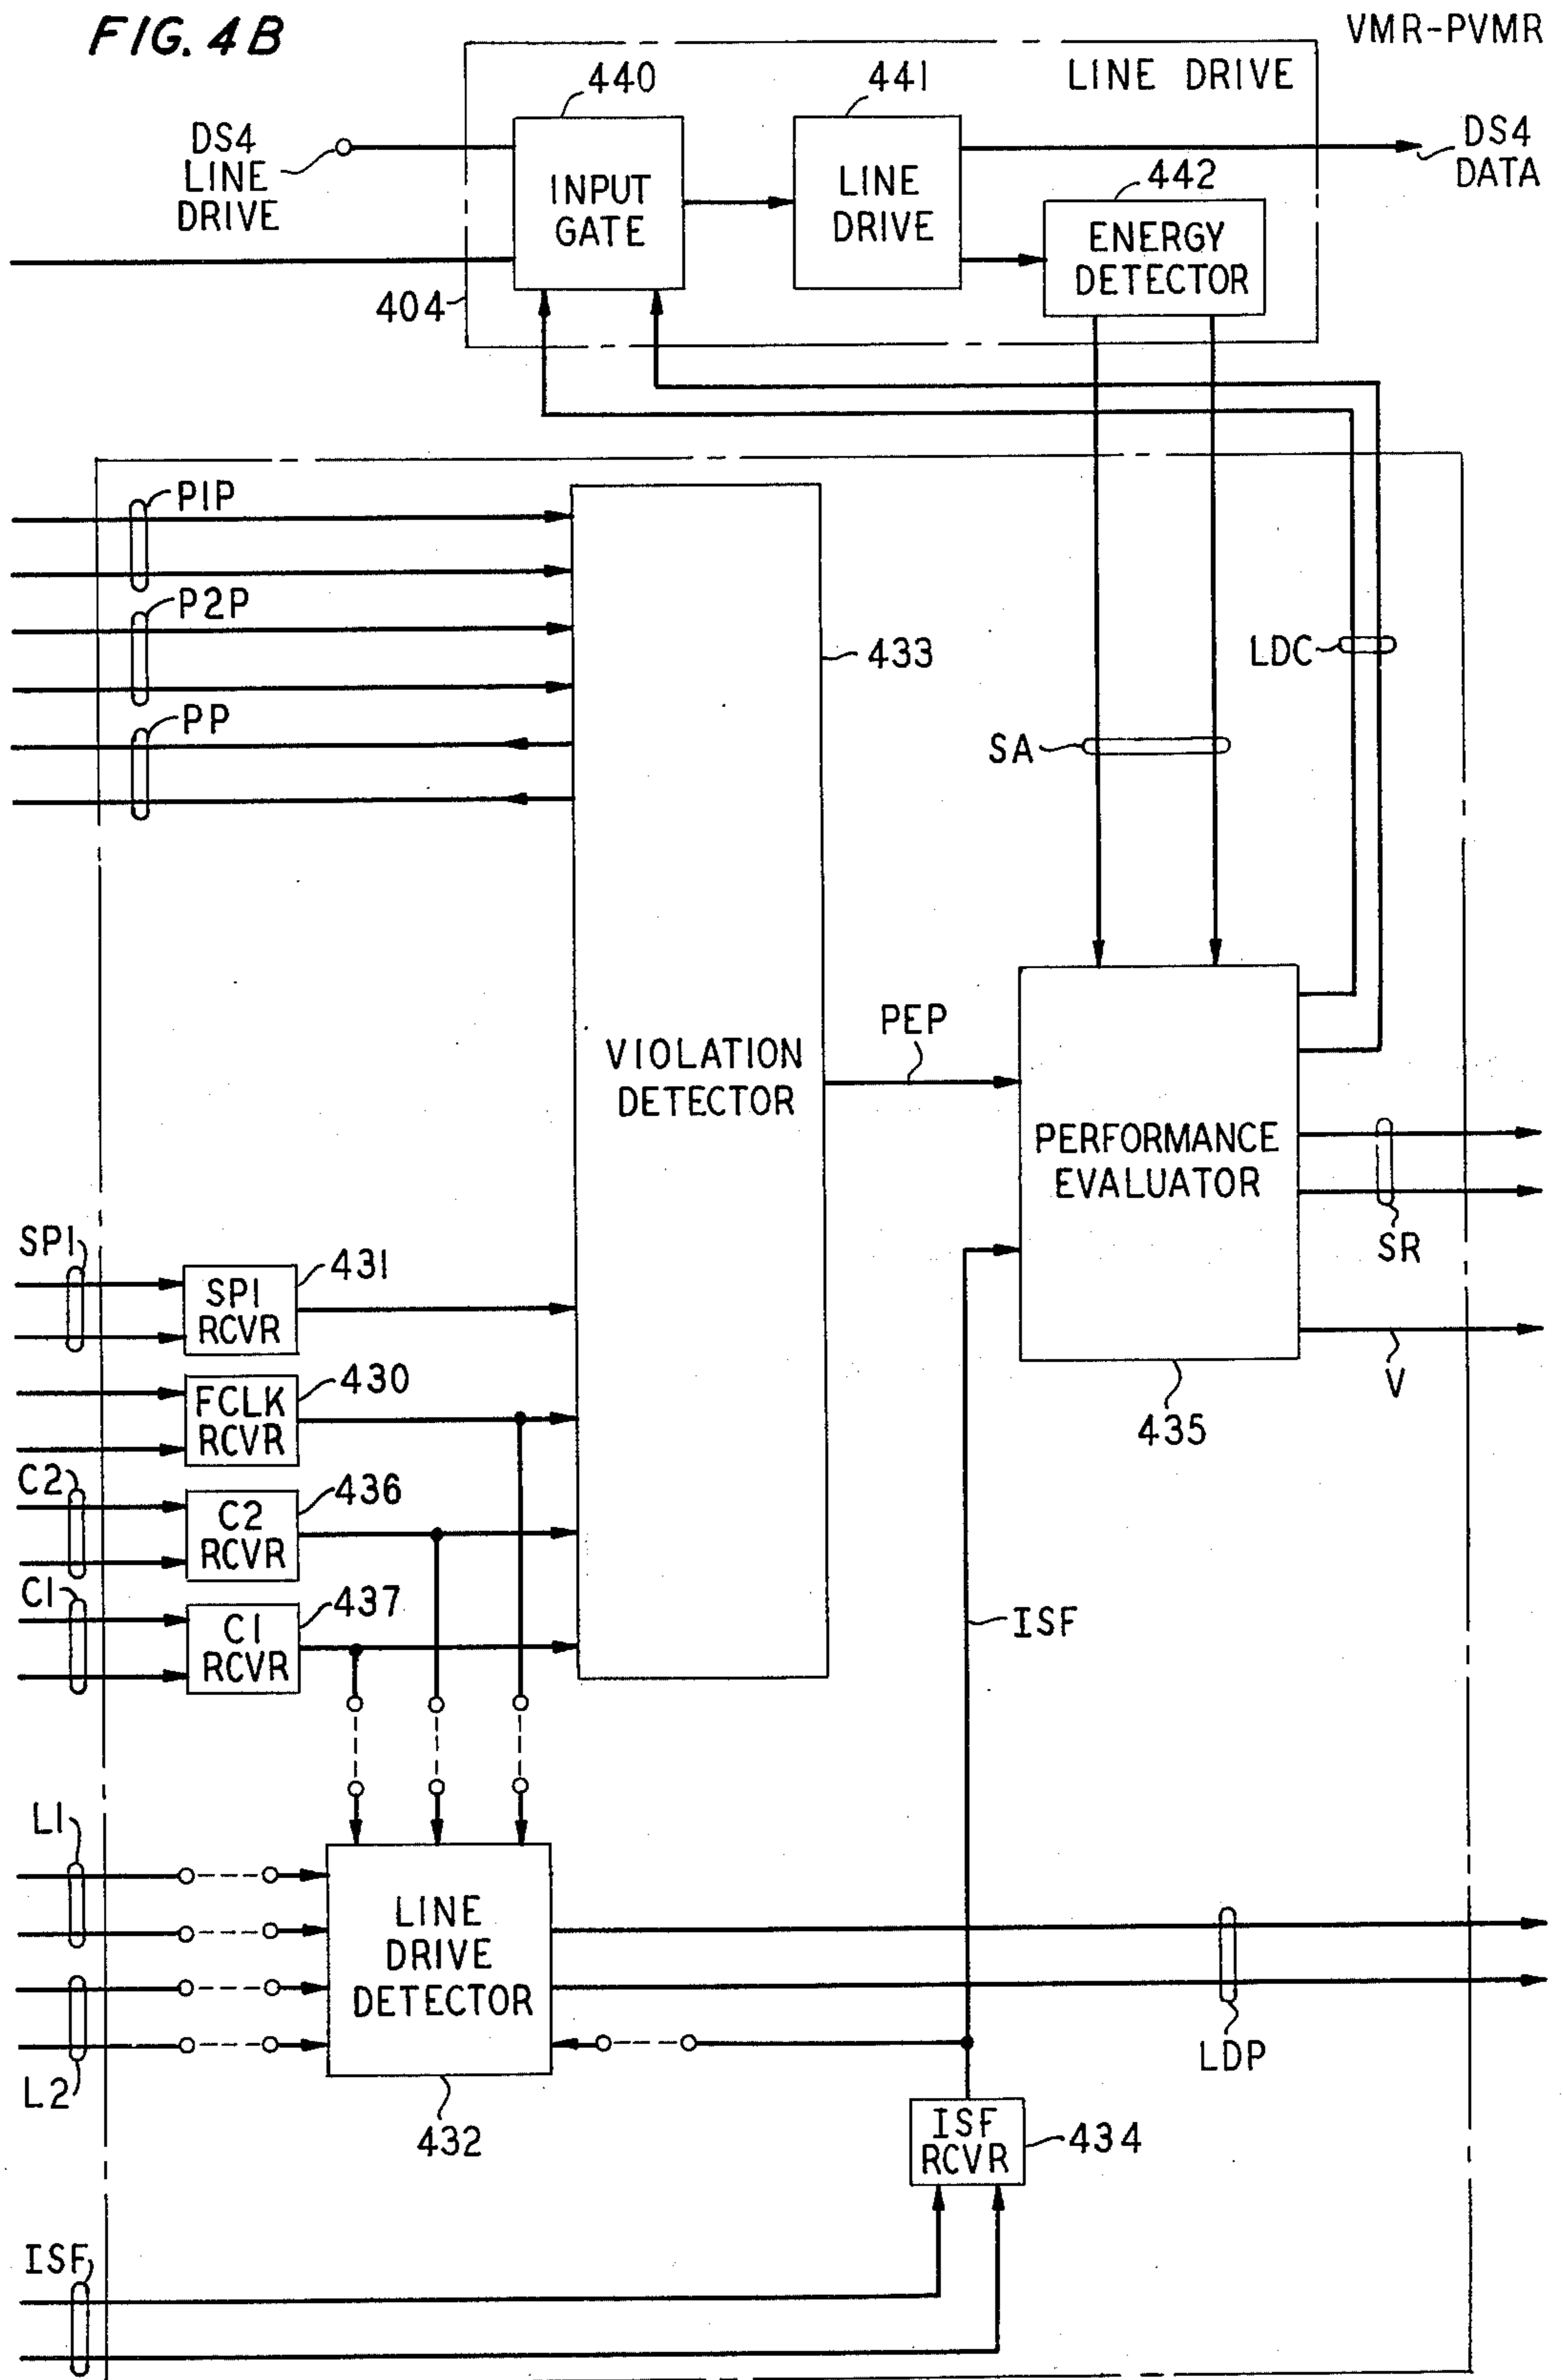 FIG. 4B
VMR-PVMR
440
441
LINE DRIVE
DS4
LINE
DRIVE
INPUT
GATE
LINE
DRIVE
442
ENERGY
DETECTOR
DS4
DATA
404
P1P
P2P
PP
433
LDC
SA
VIOLATION
DETECTOR
PEP
PERFORMANCE
EVALUATOR
SR
V
435
SP1
SP1
RCVR
431
FCLK
RCVR
430
C2
C2
RCVR
436
C1
C1
RCVR
437
ISF
L1
L2
LINE
DRIVE
DETECTOR
432
LDP
ISF
RCVR
434
ISF